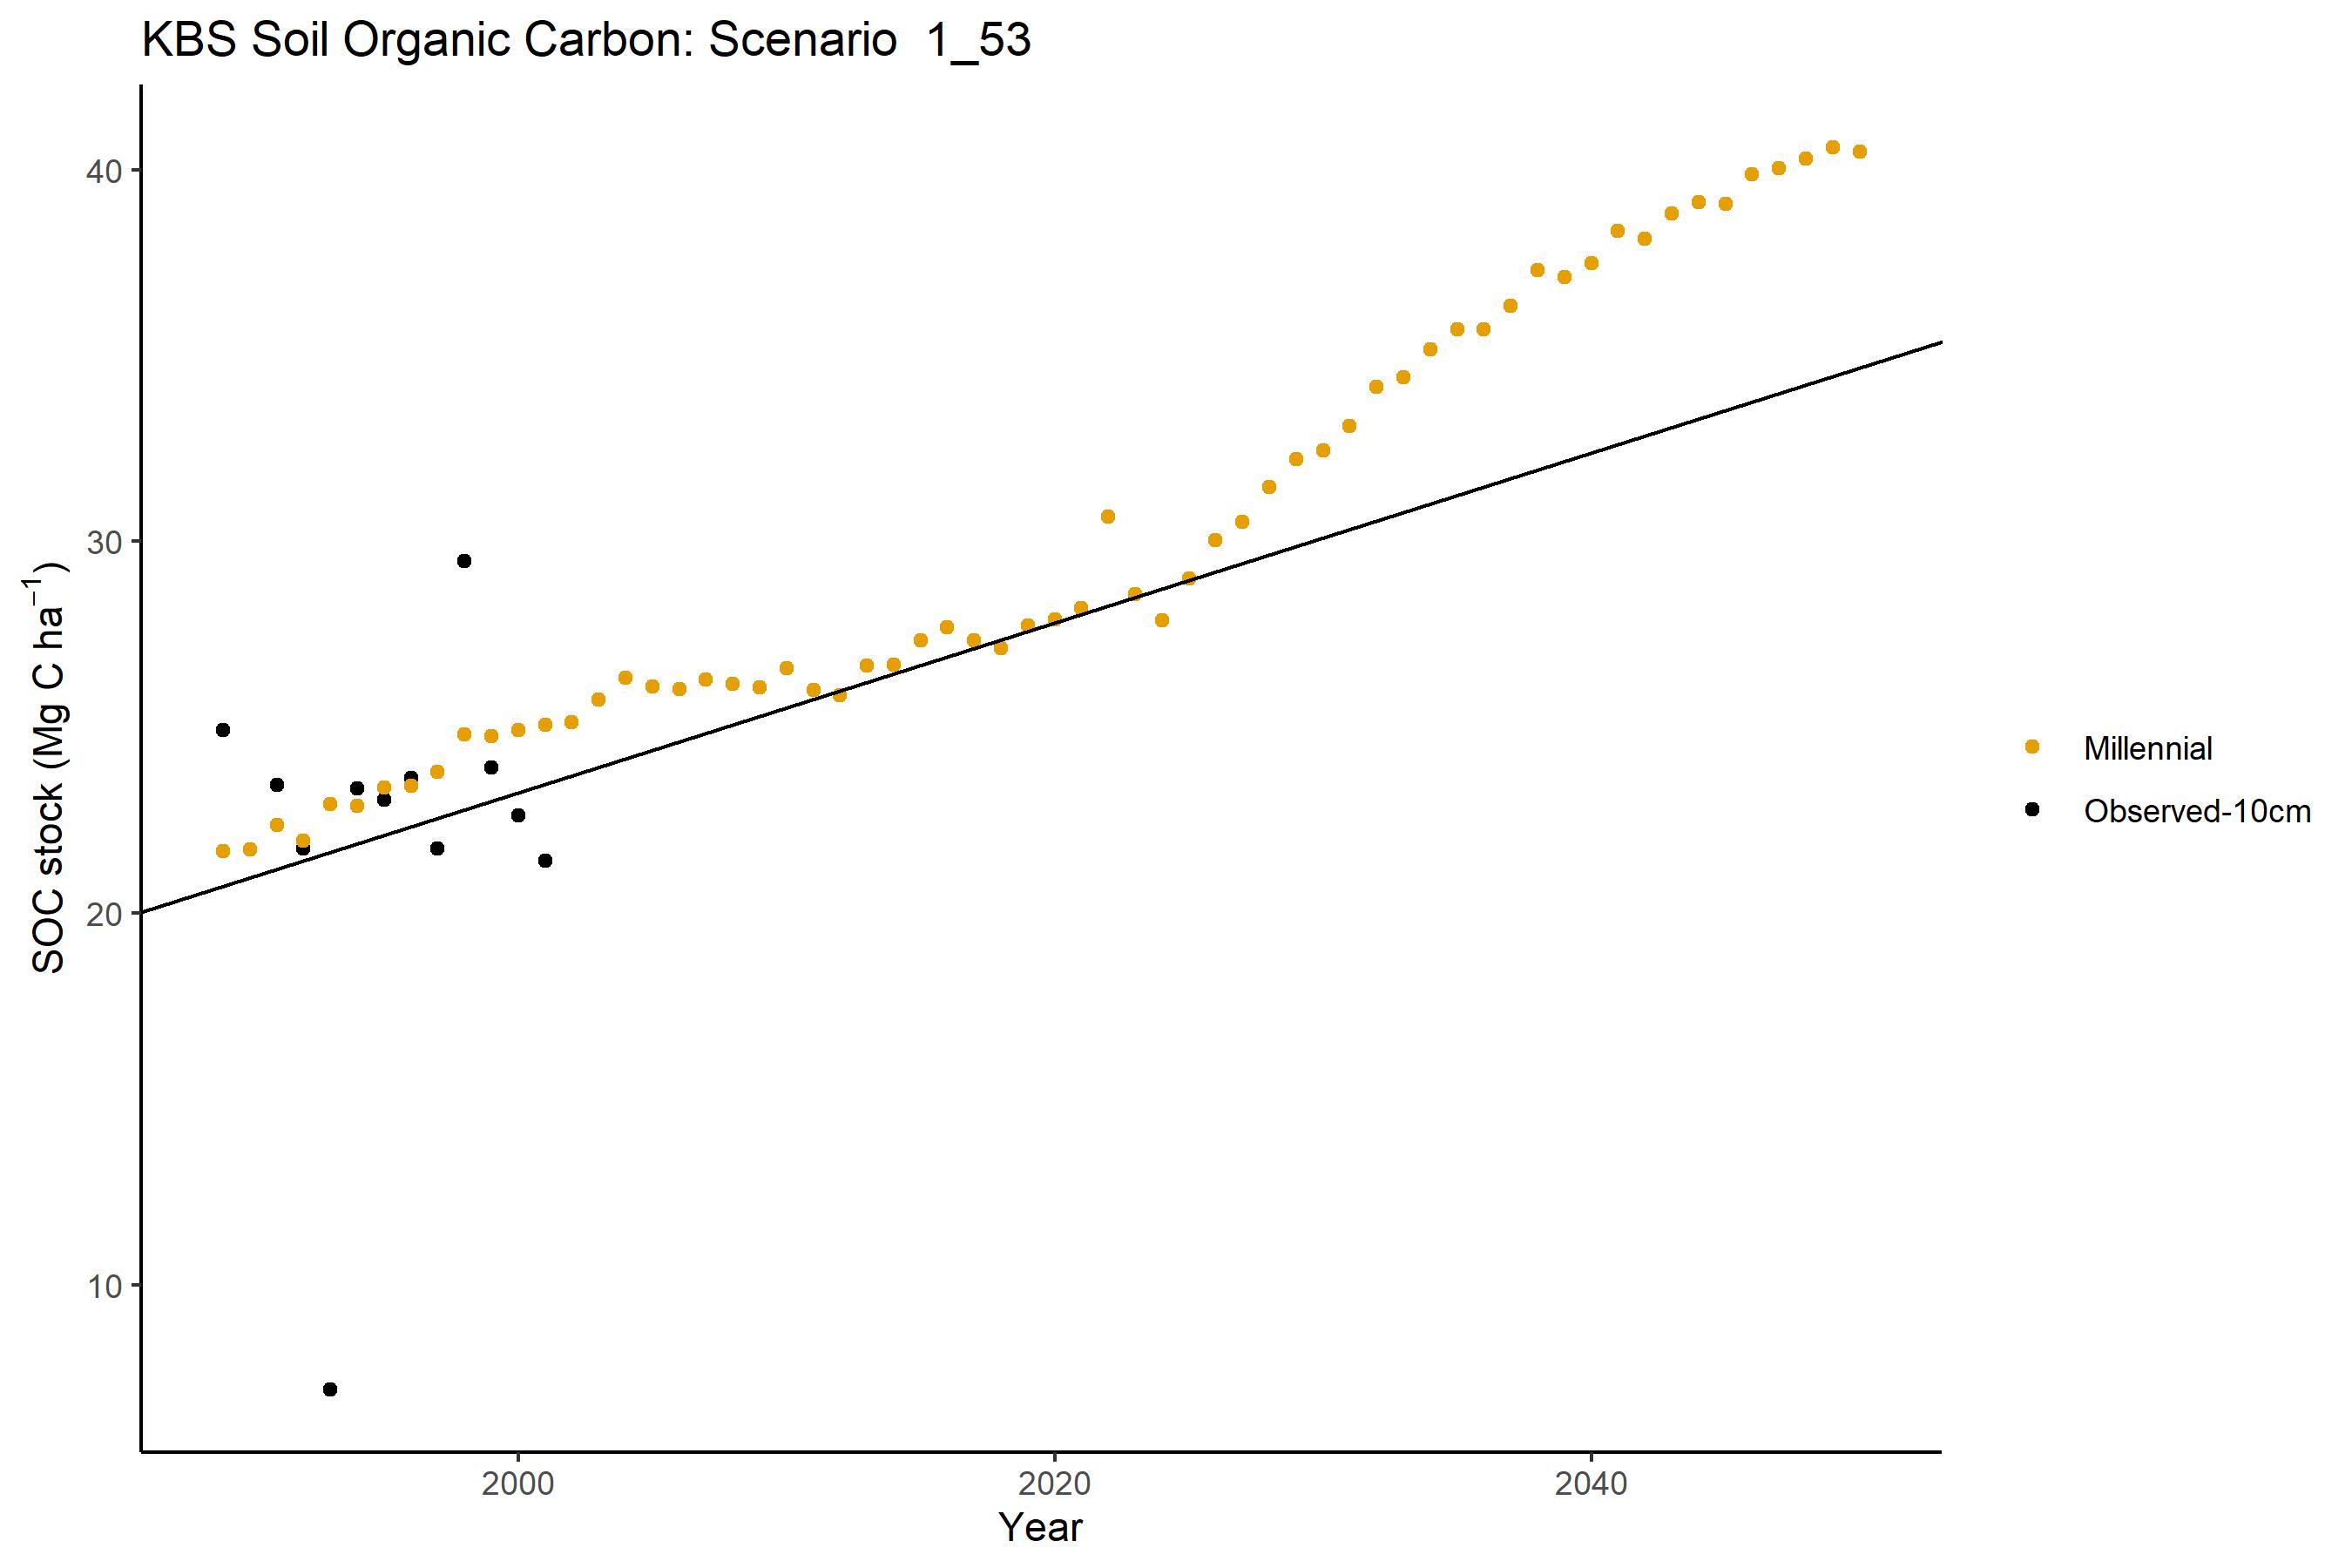 KBS Soil Organic Carbon: Scenario  1_53
SOC stock (Mg C ha⁻¹)
40
30
20
10
2000 2020 2040
Year
Millennial
Observed-10cm